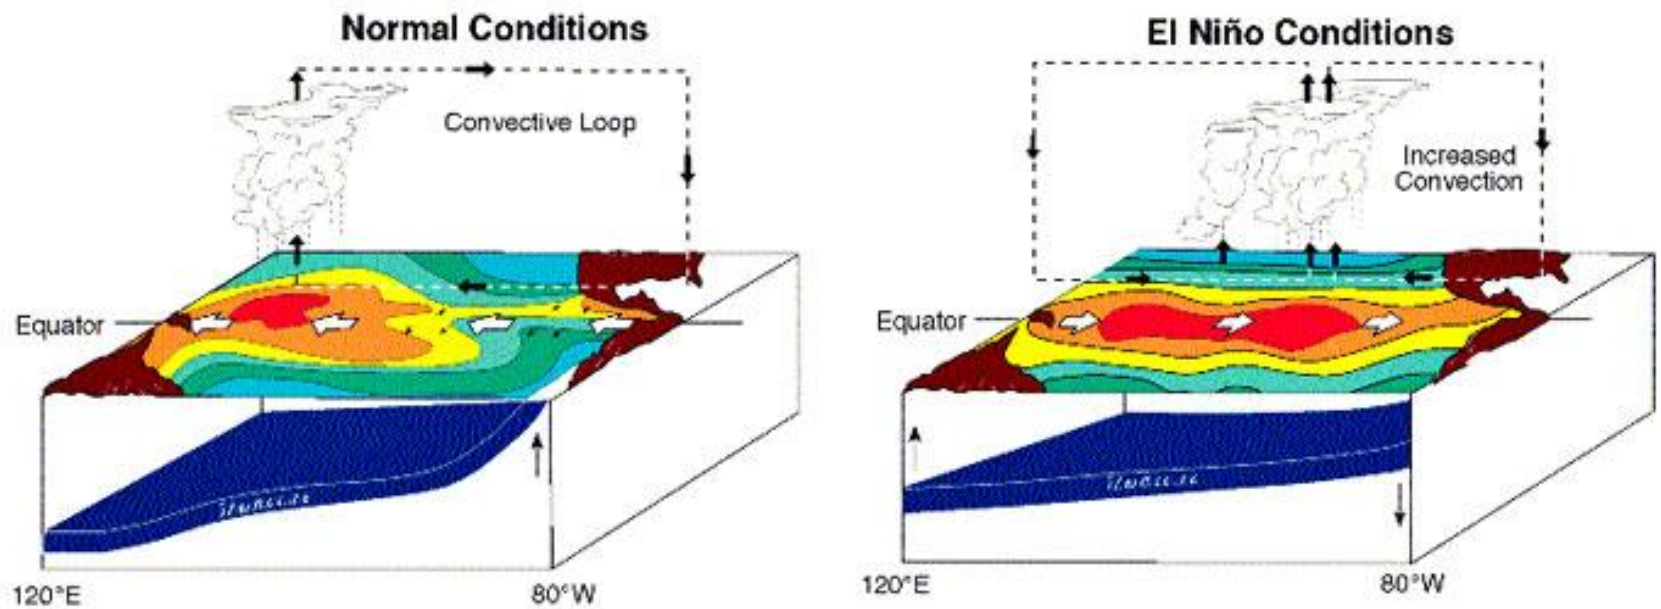 Normal Conditions
Convective Loop
Equator
120°E
80°W
El Niño Conditions
Increased
Convection
Equator
120°E
80°W